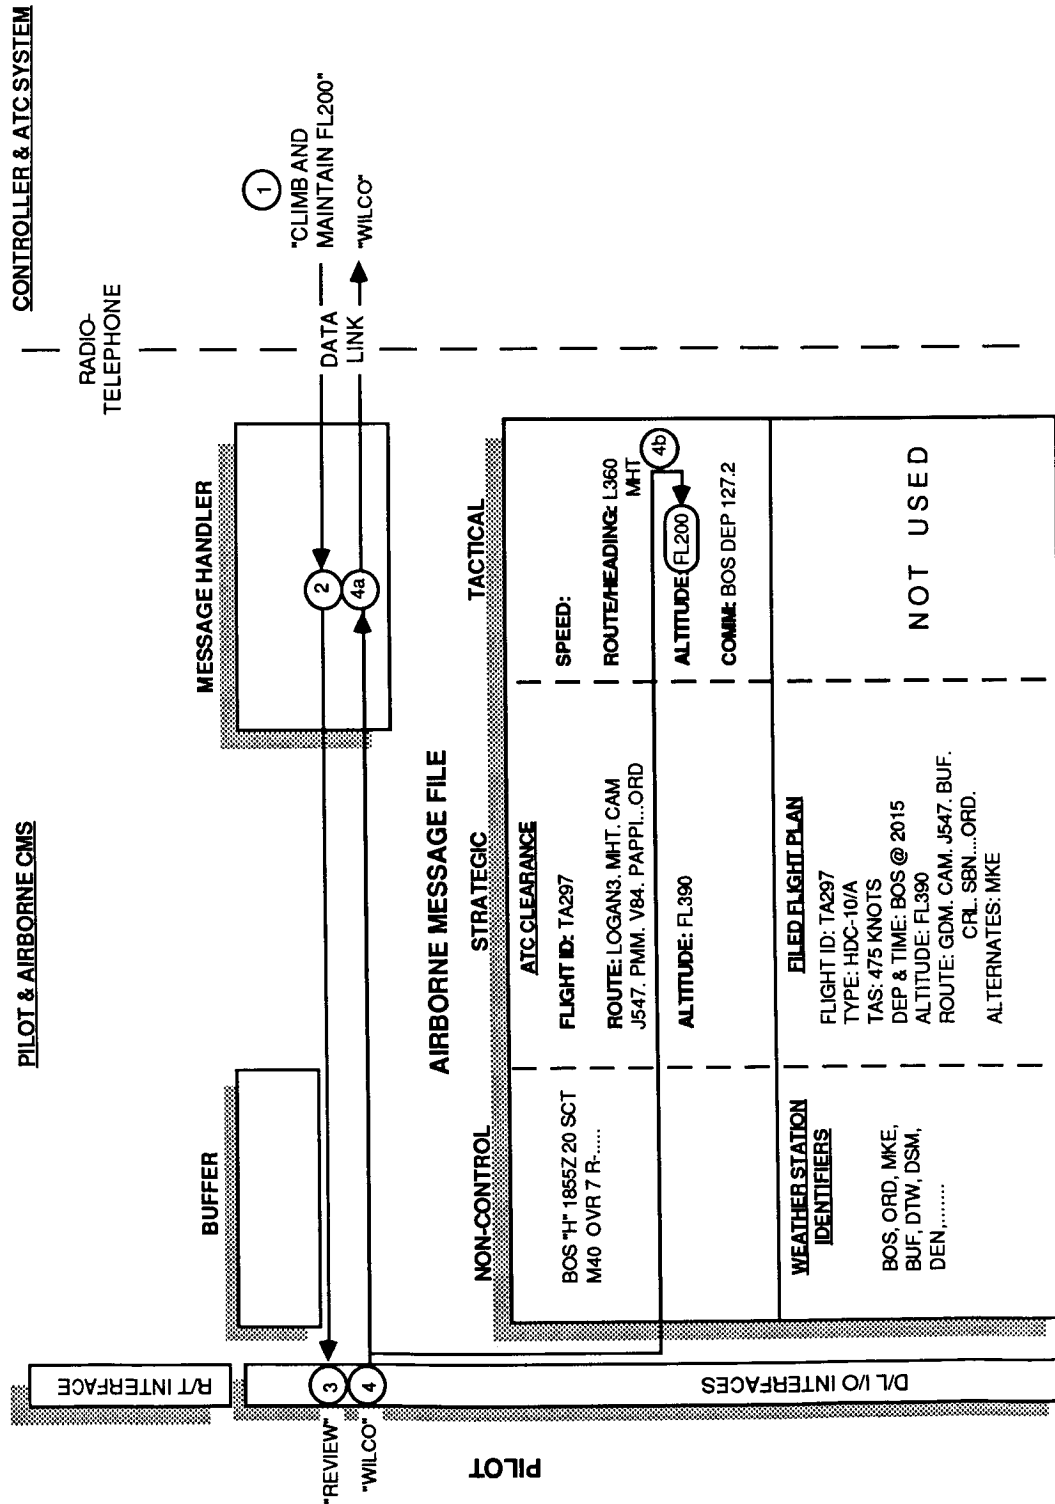 PILOT & AIRBORNE CMS
CONTROLLER & ATC SYSTEM
RADIO-
TELEPHONE
R/T INTERFACE
BUFFER
MESSAGE HANDLER
1
"CLIMB AND
MAINTAIN FL200"
DATA
LINK
"WILCO"
2
4a
"REVIEW"
3
"WILCO"
4
PILOT
D/L I/O INTERFACES
AIRBORNE MESSAGE FILE
NON-CONTROL
STRATEGIC
TACTICAL
BOS "H" 1855Z 20 SCT
M40 OVR 7 R-.....
ATC CLEARANCE
FLIGHT ID: TA297
ROUTE: LOGAN3. MHT. CAM
J547. PMM. V84. PAPPI...ORD
ALTITUDE: FL390
SPEED:
ROUTE/HEADING: L360
MHT
4b
ALTITUDE: FL200
COMM: BOS DEP 127.2
WEATHER STATION
IDENTIFIERS
BOS, ORD, MKE,
BUF, DTW, DSM,
DEN,........
FILED FLIGHT PLAN
FLIGHT ID: TA297
TYPE: HDC-10/A
TAS: 475 KNOTS
DEP & TIME: BOS @ 2015
ALTITUDE: FL390
ROUTE: GDM. CAM. J547. BUF.
CRL. SBN....ORD.
ALTERNATES: MKE
NOT USED